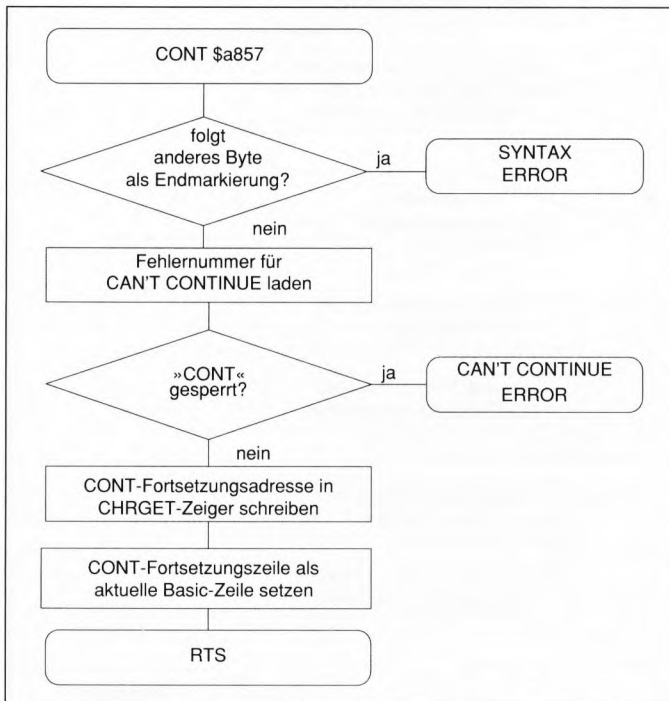 CONT $a857
folgt
anderes Byte
als Endmarkierung?
ja
SYNTAX
ERROR
nein
Fehlernummer für
CAN'T CONTINUE laden
»CONT«
gesperrt?
ja
CAN'T CONTINUE
ERROR
nein
CONT-Fortsetzungsadresse in
CHRGET-Zeiger schreiben
CONT-Fortsetzungszeile als
aktuelle Basic-Zeile setzen
RTS